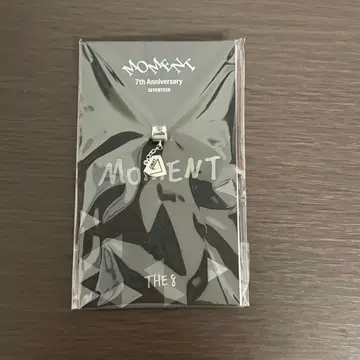 MOMENT
7th Anniversary
SEVENTEEN
MOMENT
THE 8